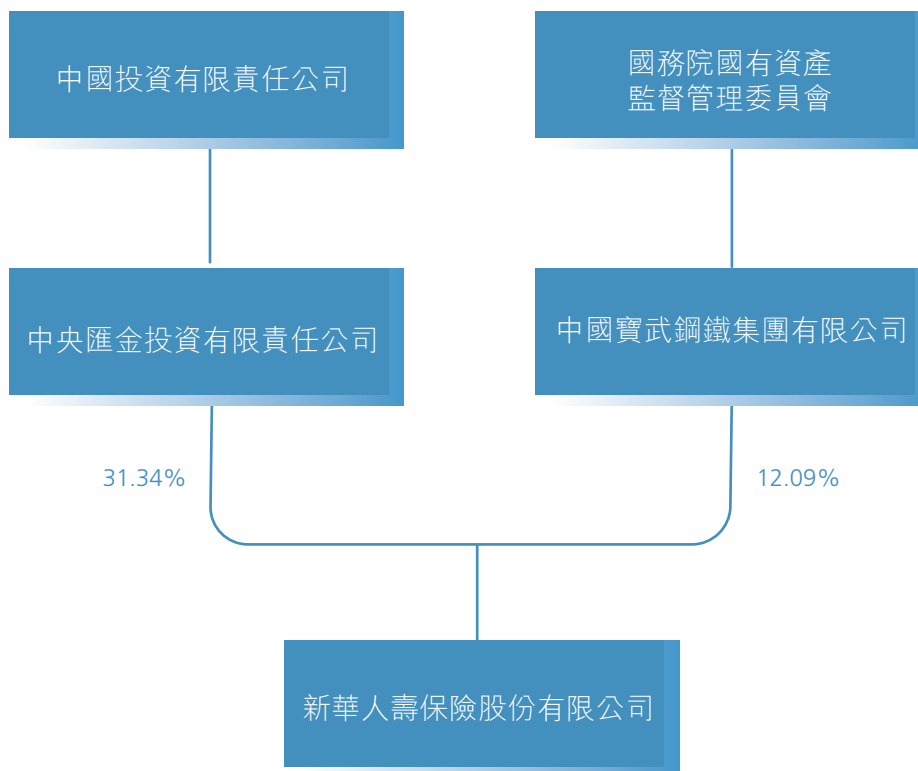 中國投資有限責任公司
國務院國有資產
監督管理委員會
中央匯金投資有限責任公司
中國寶武鋼鐵集團有限公司
31.34%
12.09%
新華人壽保險股份有限公司